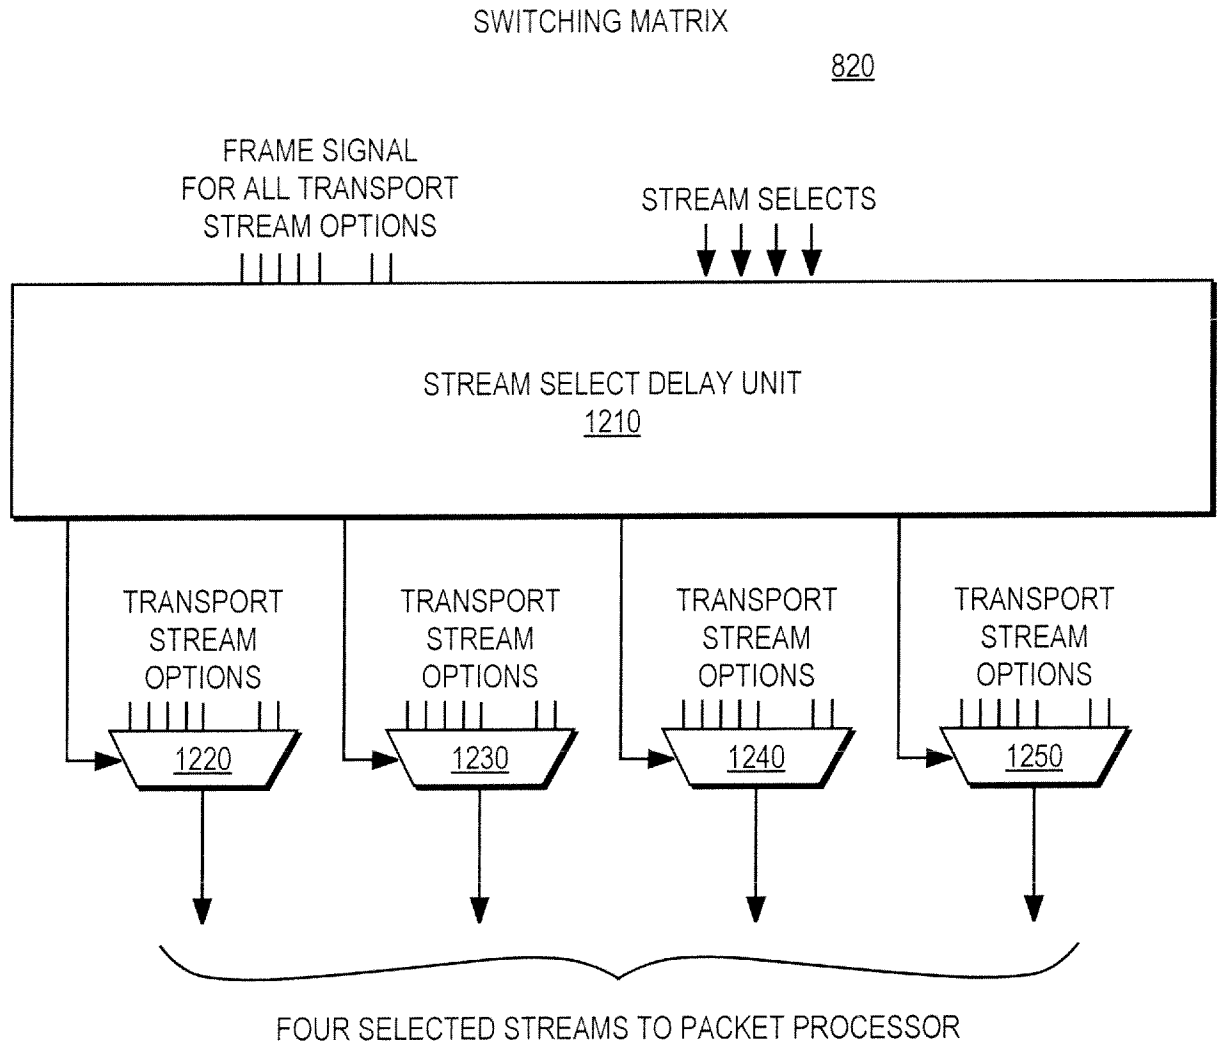 SWITCHING MATRIX
820
FRAME SIGNAL
FOR ALL TRANSPORT
STREAM OPTIONS
STREAM SELECTS
STREAM SELECT DELAY UNIT
1210
TRANSPORT
STREAM
OPTIONS
1220
TRANSPORT
STREAM
OPTIONS
1230
TRANSPORT
STREAM
OPTIONS
1240
TRANSPORT
STREAM
OPTIONS
1250
FOUR SELECTED STREAMS TO PACKET PROCESSOR